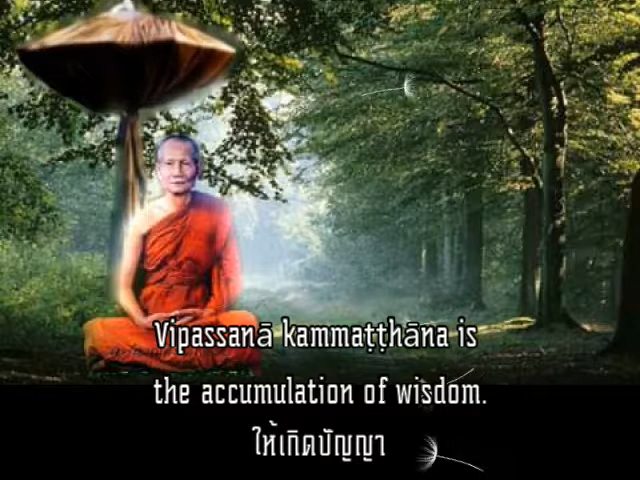 Vipassanā kammaṭṭhāna is
the accumulation of wisdom.
ให้เกิดปัญญา